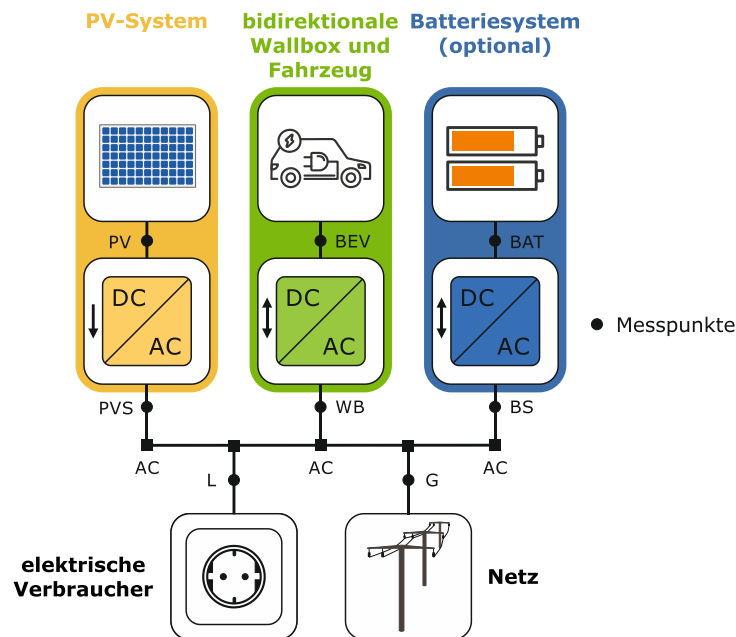 PV-System
bidirektionale
Wallbox und
Fahrzeug
Batteriesystem
(optional)
PV
BEV
BAT
DC
AC
DC
AC
DC
AC
Messpunkte
PVS
WB
BS
AC
AC
AC
L
G
elektrische
Verbraucher
Netz